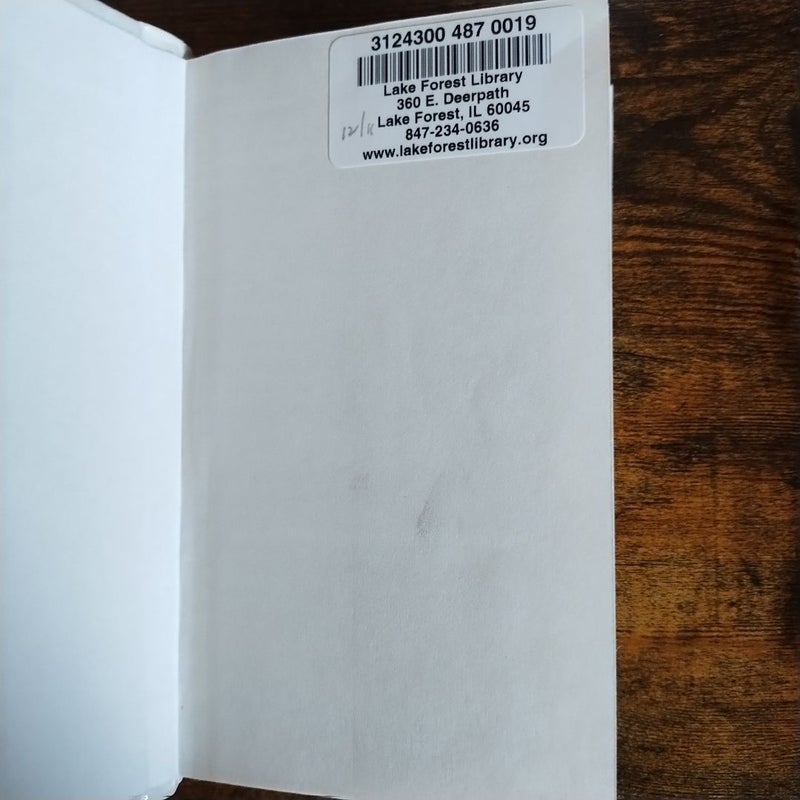 3124300 487 0019
Lake Forest Library
360 E. Deerpath
Lake Forest, IL 60045
847-234-0636
www.lakeforestlibrary.org